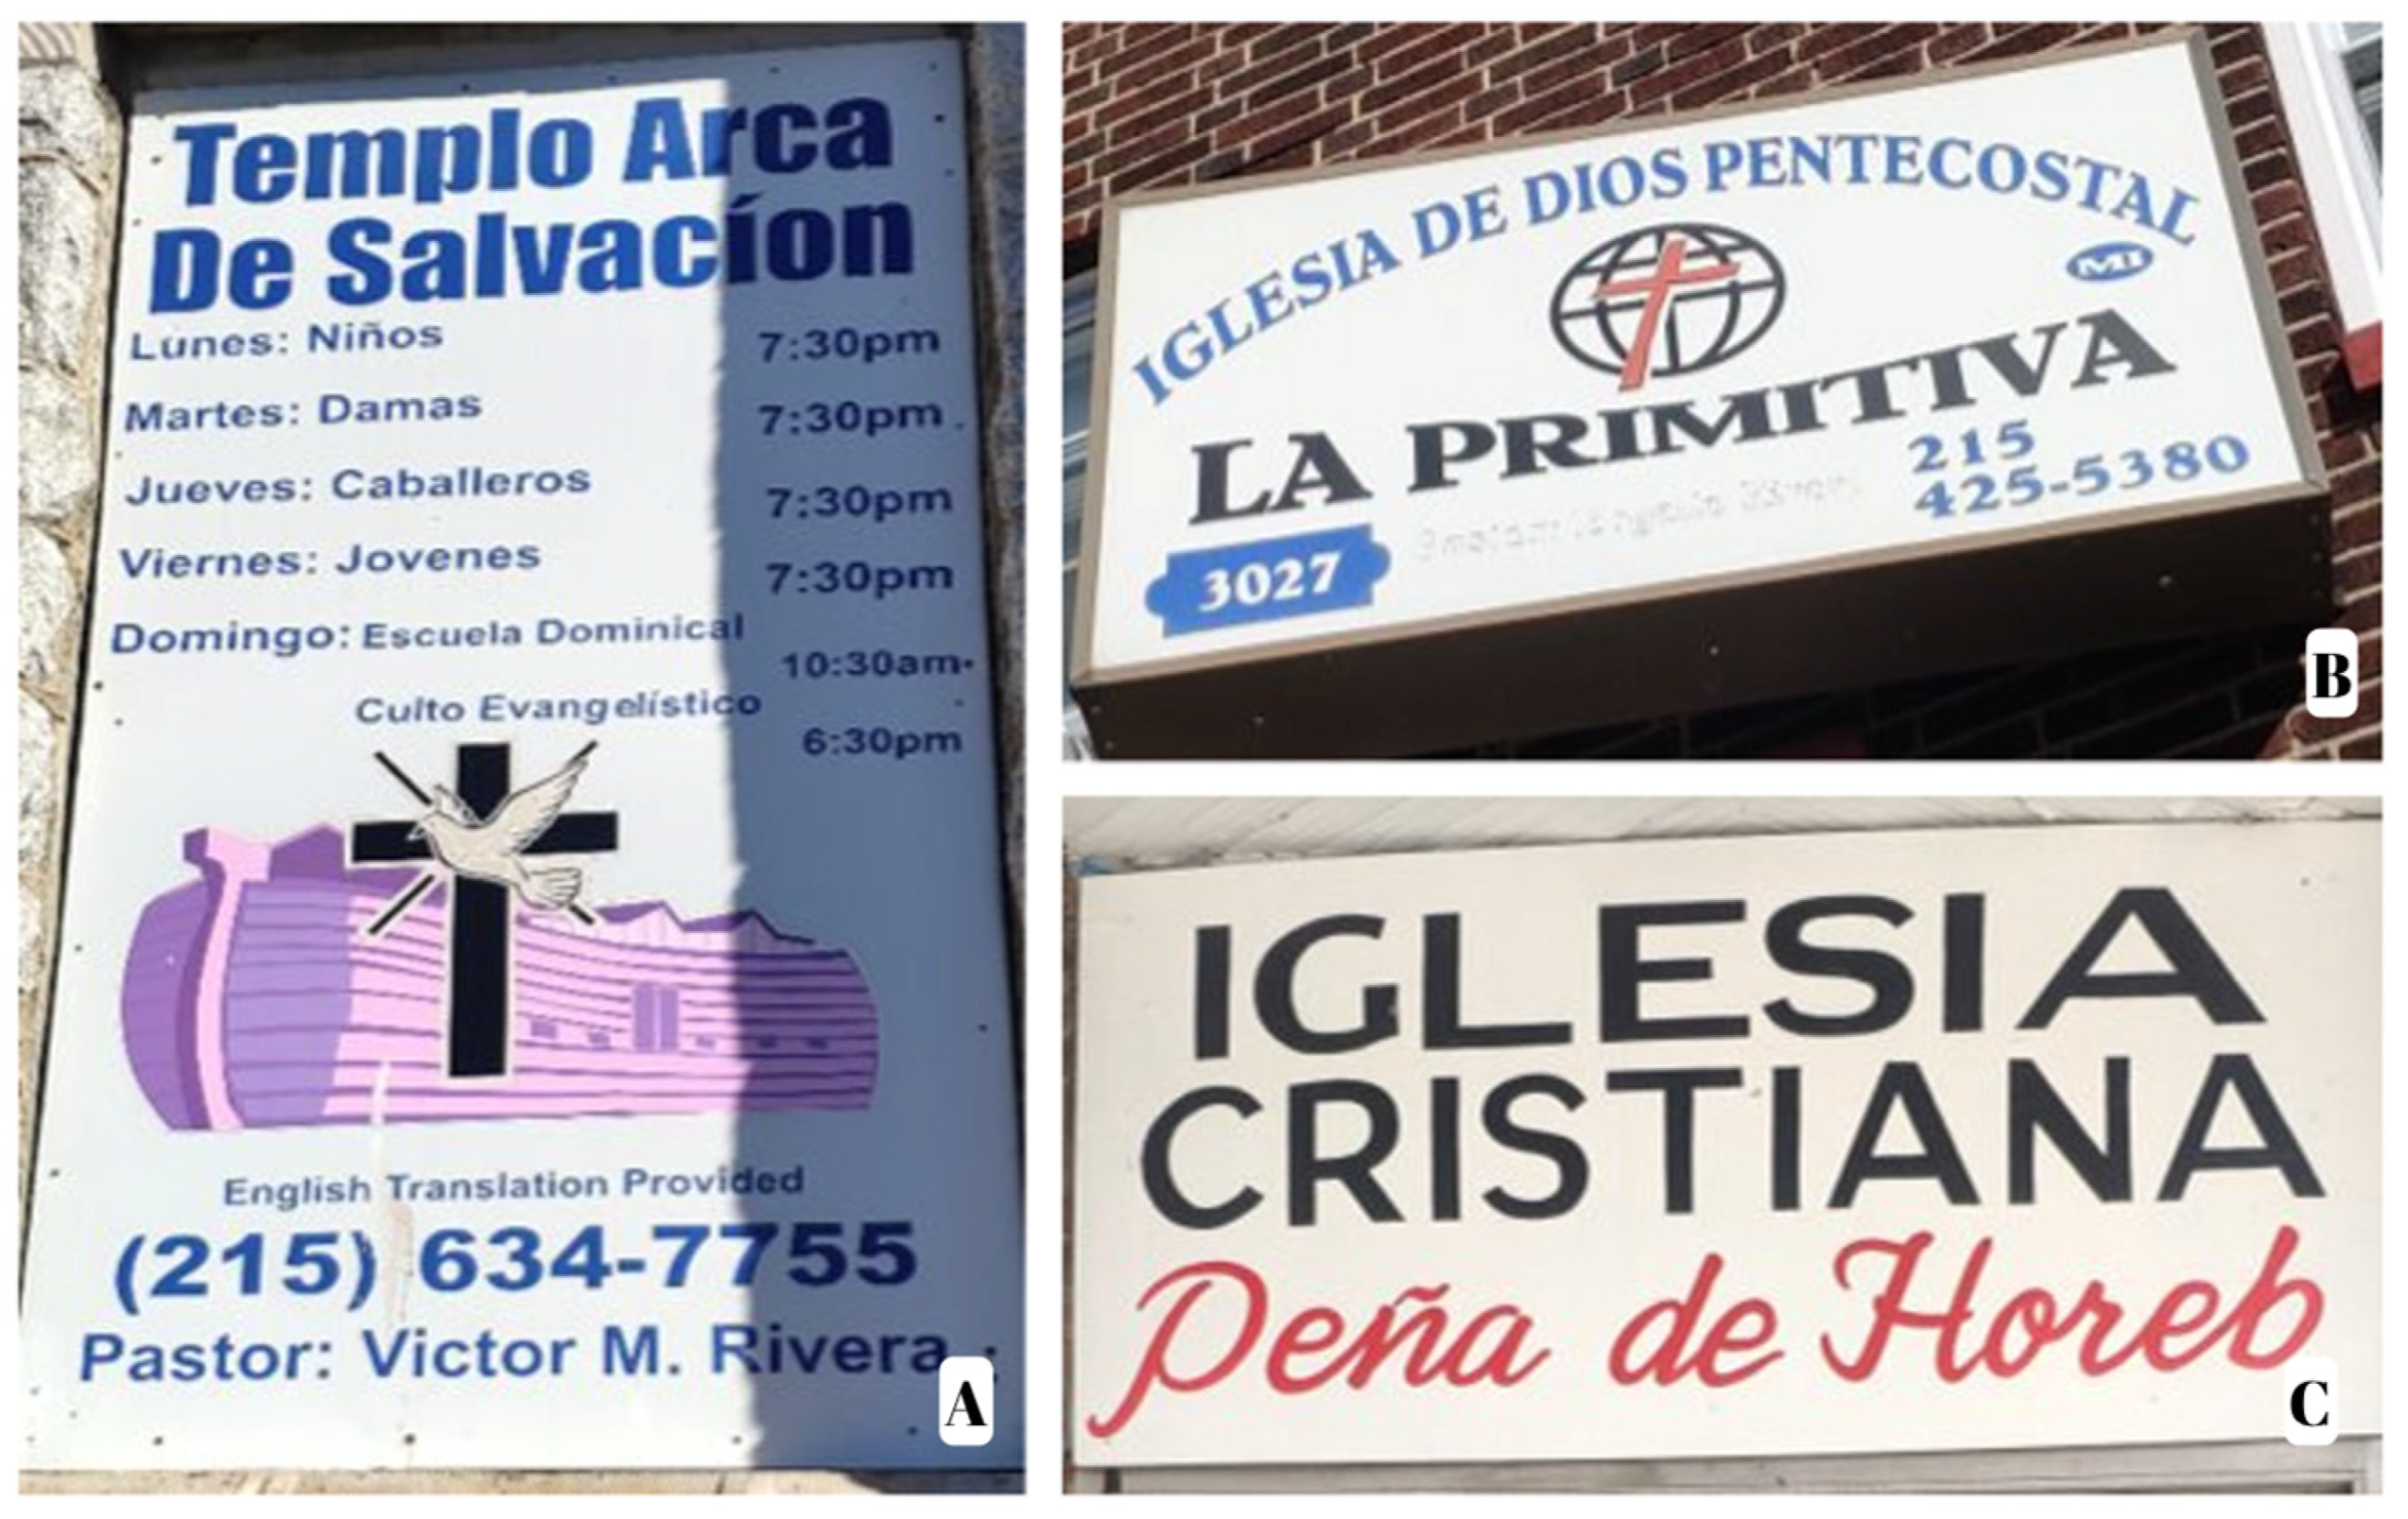 Templo Arca
De Salvacíon
Lunes: Niños 7:30pm
Martes: Damas 7:30pm
Jueves: Caballeros 7:30pm
Viernes: Jovenes 7:30pm
Domingo: Escuela Dominical 10:30am
Culto Evangelístico 6:30pm
English Translation Provided
(215) 634-7755
Pastor: Victor M. Rivera
A
IGLESIA DE DIOS PENTECOSTAL
MI
LA PRIMITIVA
215
425-5380
3027
B
IGLESIA
CRISTIANA
Peña de Horeb
C